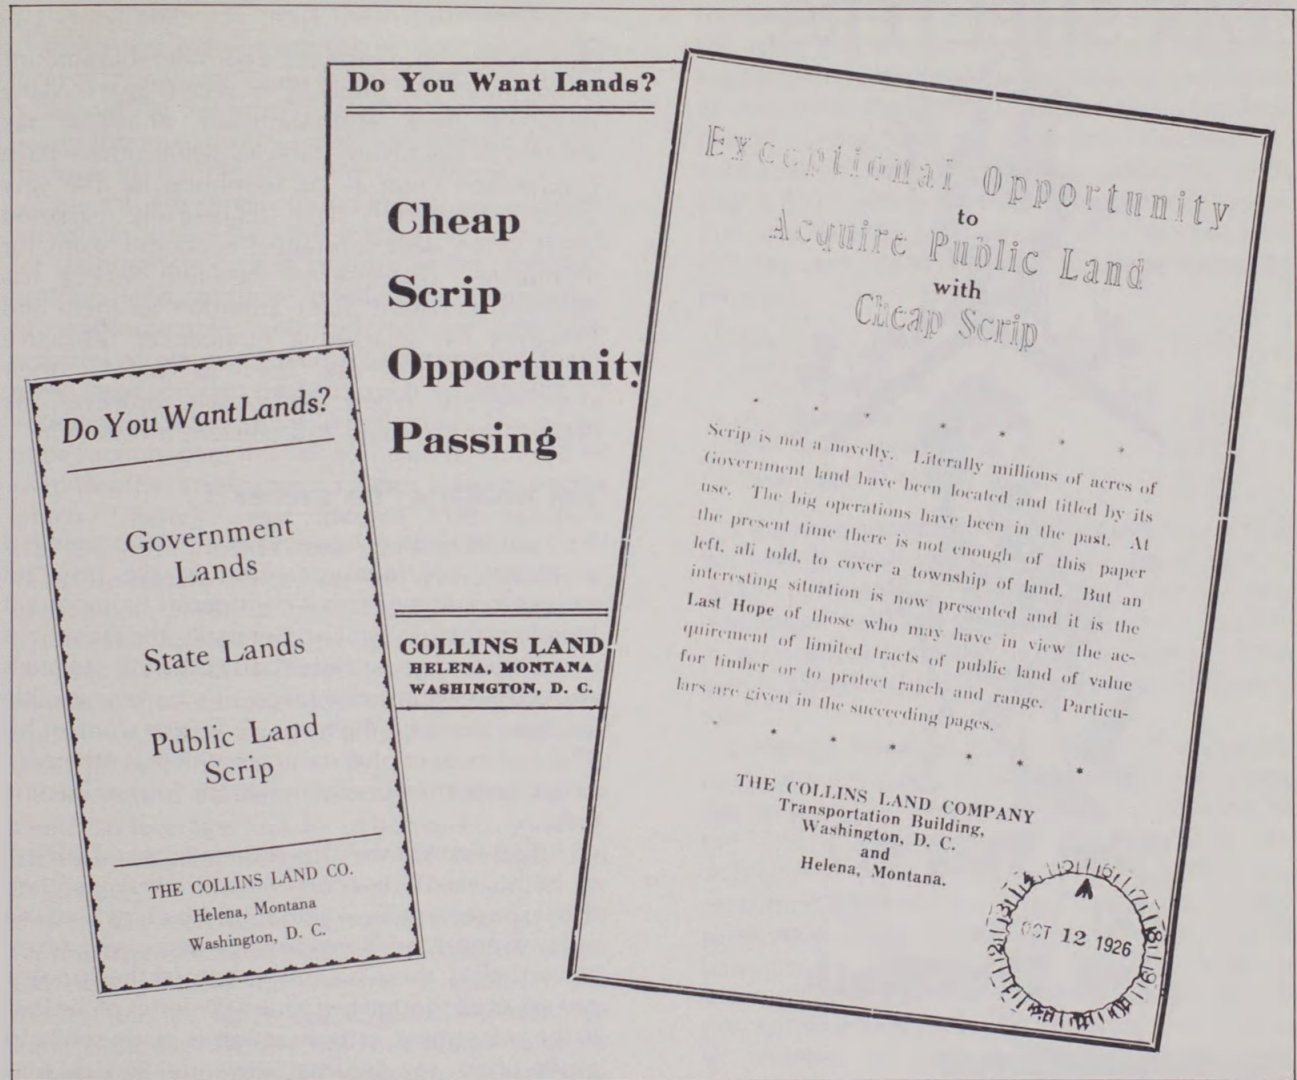 Do You Want Lands?
Government
Lands
State Lands
Public Land
Scrip
THE COLLINS LAND CO.
Helena, Montana
Washington, D. C.
Do You Want Lands?
Cheap
Scrip
Opportunity
Passing
COLLINS LAND
HELENA, MONTANA
WASHINGTON, D. C.
Exceptional Opportunity
to
Acquire Public Land
with
Cheap Scrip
* * * * * *
Scrip is not a novelty. Literally millions of acres of
Government land have been located and titled by its
use. The big operations have been in the past. At
the present time there is not enough of this paper
left, all told, to cover a township of land. But an
interesting situation is now presented and it is the
Last Hope of those who may have in view the ac-
quirement of limited tracts of public land of value
for timber or to protect ranch and range. Particu-
lars are given in the succeeding pages.
* * * * * *
THE COLLINS LAND COMPANY
Transportation Building,
Washington, D. C.
and
Helena, Montana.
OCT 12 1926